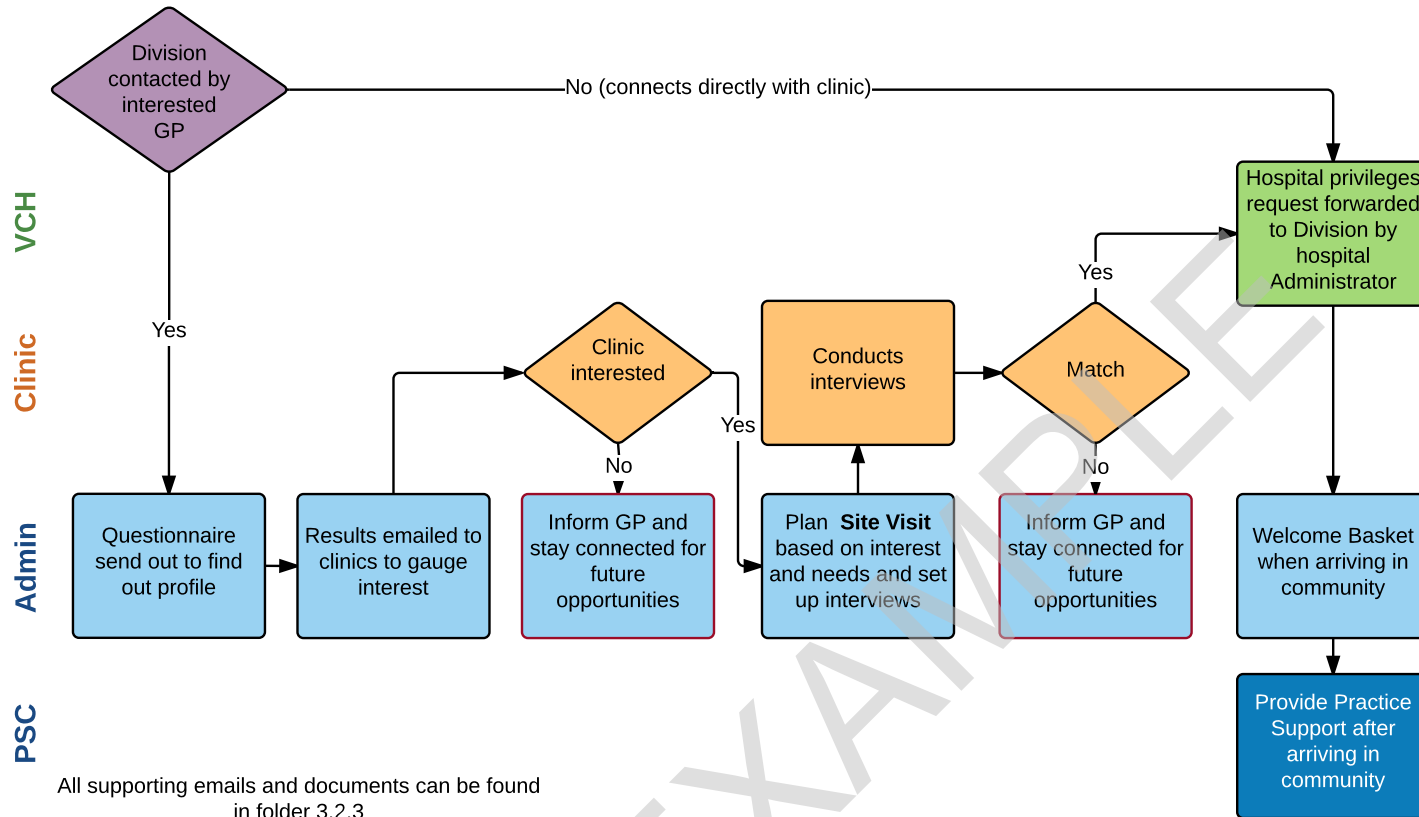 Division
contacted by
interested
GP
No (connects directly with clinic)
VCH
Hospital privileges
request forwarded
to Division by
hospital
Administrator
Yes
Yes
Clinic
Clinic
interested
Yes
No
Conducts
interviews
Match
No
Admin
Questionnaire
send out to find
out profile
Results emailed to
clinics to gauge
interest
Inform GP and
stay connected for
future
opportunities
Plan Site Visit
based on interest
and needs and set
up interviews
Inform GP and
stay connected for
future
opportunities
Welcome Basket
when arriving in
community
PSC
Provide Practice
Support after
arriving in
community
All supporting emails and documents can be found
in folder 3.2.3
EXAMPLE